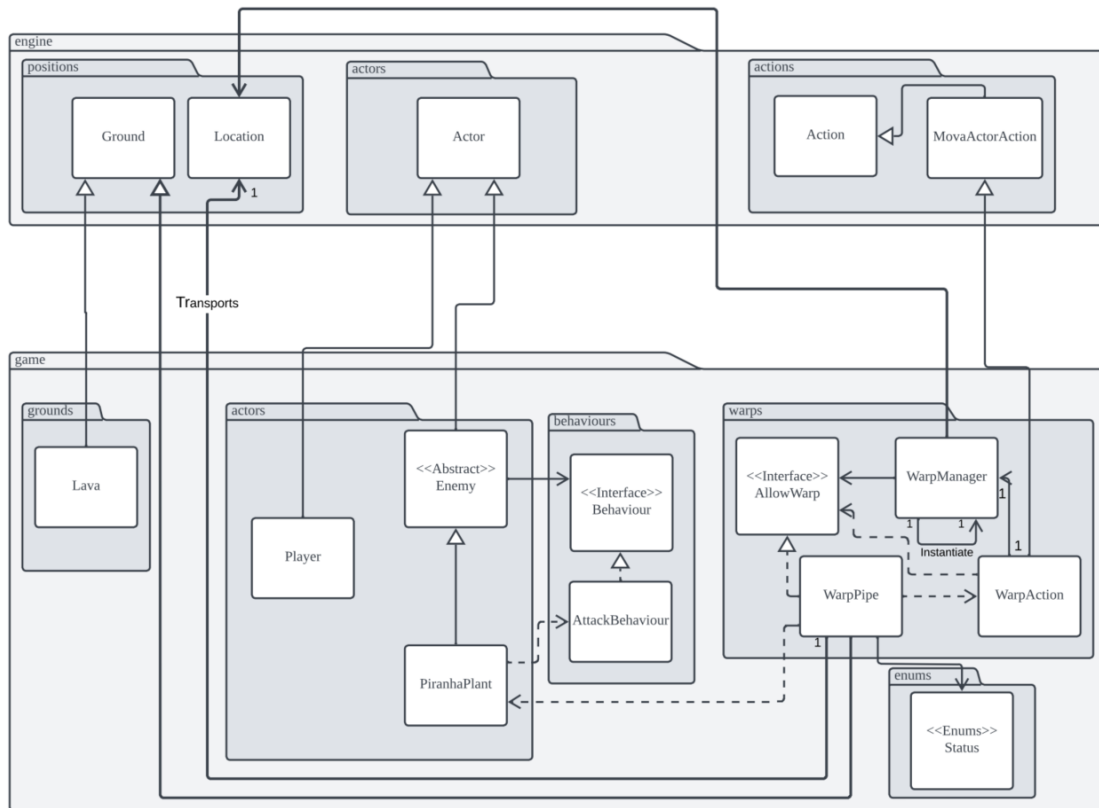 engine
positions
actors
actions
Ground
Location
Actor
Action
MovaActorAction
1
Transports
game
grounds
actors
behaviours
warps
Lava
<<Abstract>>
Enemy
<<Interface>>
Behaviour
<<Interface>>
AllowWarp
WarpManager
1
1
1
Instantiate
1
Player
AttackBehaviour
WarpPipe
WarpAction
1
PiranhaPlant
enums
<<Enums>>
Status